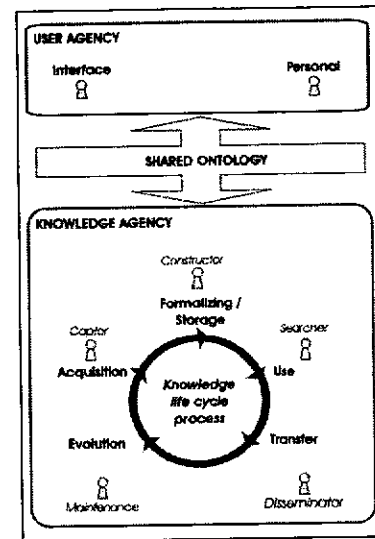 USER AGENCY
Interface
Personal
SHARED ONTOLOGY
KNOWLEDGE AGENCY
Constructor
Formalizing /
Storage
Captor
Searcher
Acquisition
Use
Knowledge
life cycle
process
Evolution
Transfer
Maintenance
Disseminator